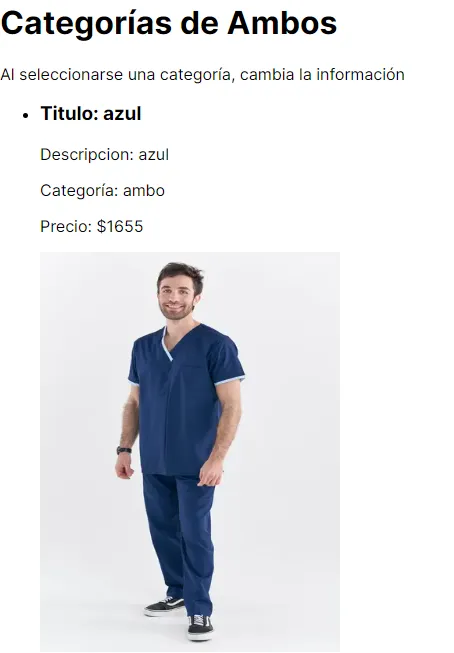 Categorías de Ambos
Al seleccionarse una categoría, cambia la información
Titulo: azul
Descripcion: azul
Categoría: ambo
Precio: $1655